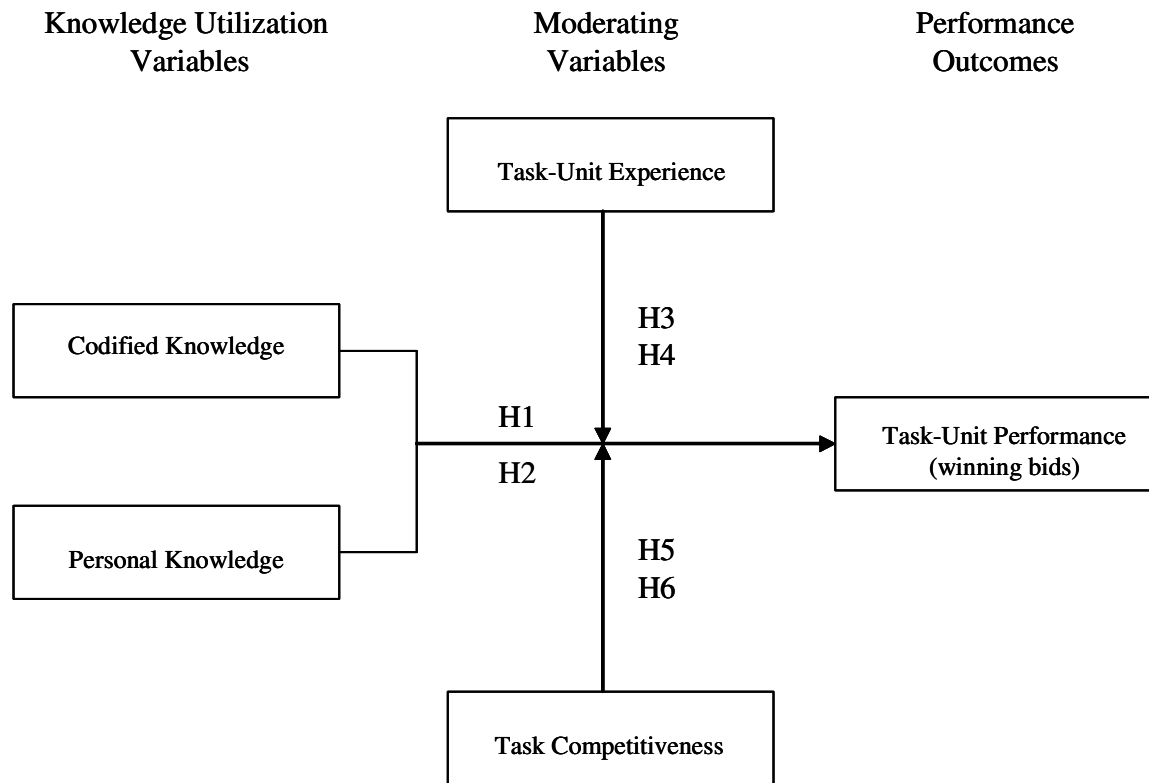 Knowledge Utilization
Variables
Moderating
Variables
Performance
Outcomes
Task-Unit Experience
H3
H4
Codified Knowledge
H1
H2
Task-Unit Performance
(winning bids)
Personal Knowledge
H5
H6
Task Competitiveness